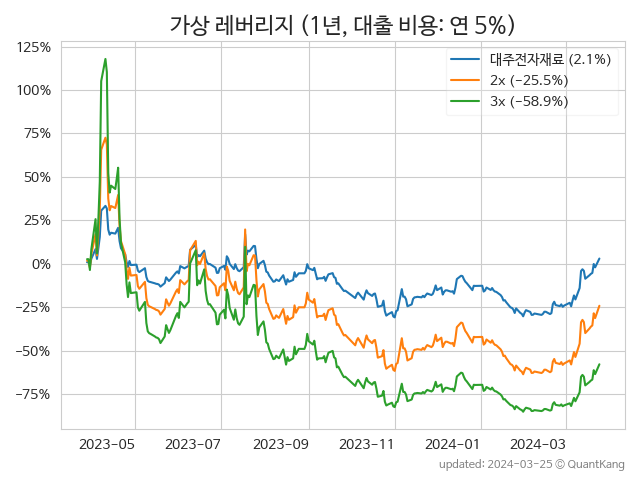 가상 레버리지 (1년, 대출 비용: 연 5%)
125%
100%
75%
50%
25%
0%
−25%
−50%
−75%
대주전자재료 (2.1%)
2x (−25.5%)
3x (−58.9%)
2023-05 2023-07 2023-09 2023-11 2024-01 2024-03
updated: 2024-03-25 ⓒ QuantKang